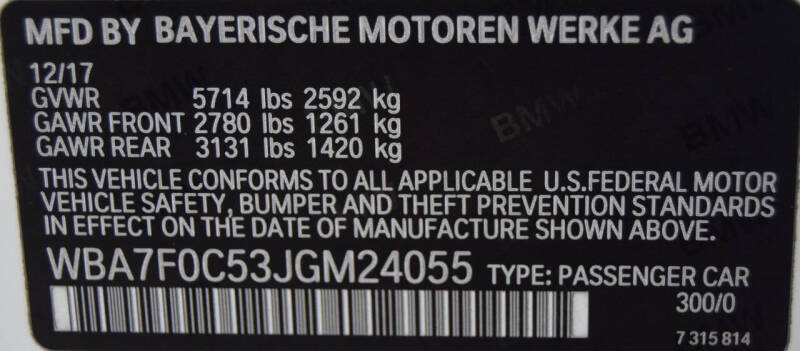 MFD BY BAYERISCHE MOTOREN WERKE AG
12/17
GVWR 5714 lbs 2592 kg
GAWR FRONT 2780 lbs 1261 kg
GAWR REAR 3131 lbs 1420 kg
THIS VEHICLE CONFORMS TO ALL APPLICABLE U.S.FEDERAL MOTOR
VEHICLE SAFETY, BUMPER AND THEFT PREVENTION STANDARDS
IN EFFECT ON THE DATE OF MANUFACTURE SHOWN ABOVE.
WBA7F0C53JGM24055 TYPE: PASSENGER CAR
300/0
7 315 814